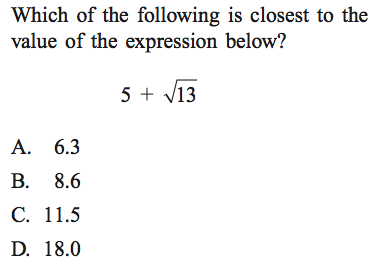 Which of the following is closest to the
value of the expression below?
5 + √13
A. 6.3
B. 8.6
C. 11.5
D. 18.0